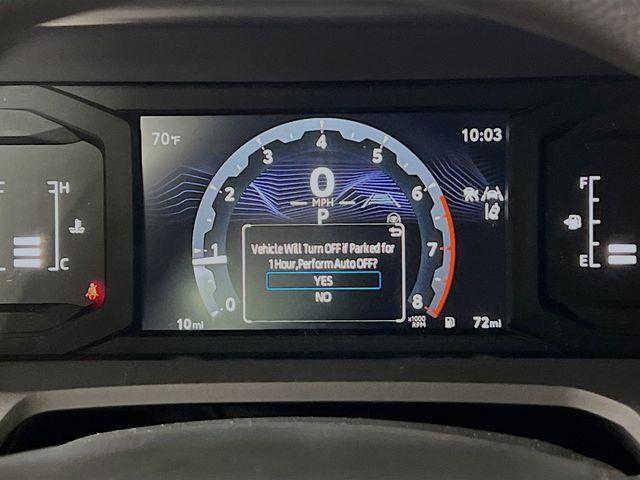 70°F
10:03
4
3
5
2
6
1
7
0
8
0
MPH
P
Vehicle Will Turn OFF if Parked for
1 Hour,Perform Auto OFF?
YES
NO
x1000
RPM
10mi
72mi
H
C
F
E